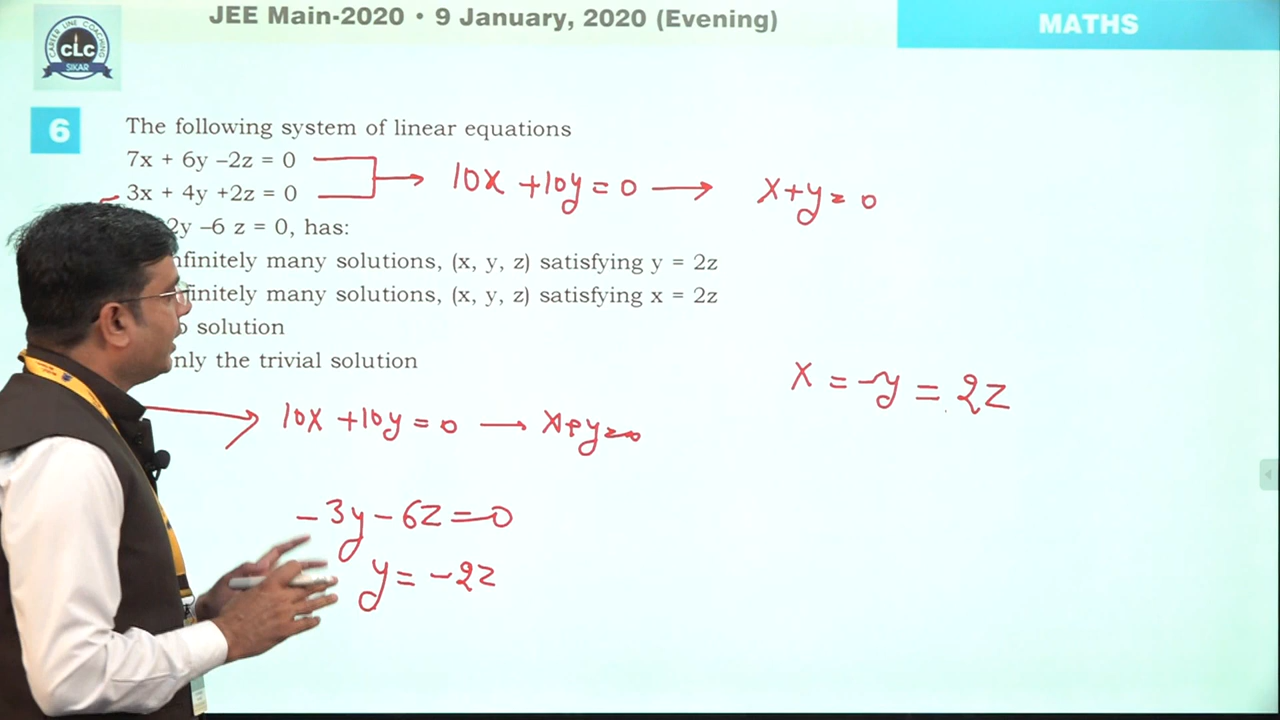 JEE Main-2020 • 9 January, 2020 (Evening)
MATHS
CAREER LINE COACHING
CLC
SIKAR
6
The following system of linear equations
7x + 6y –2z = 0
10x + 10y = 0 → x + y = 0
3x + 4y +2z = 0
2y –6 z = 0, has:
finitely many solutions, (x, y, z) satisfying y = 2z
finitely many solutions, (x, y, z) satisfying x = 2z
solution
nly the trivial solution
x = -y = 2z
10x + 10y = 0 → x + y = 0
-3y - 6z = 0
y = -2z